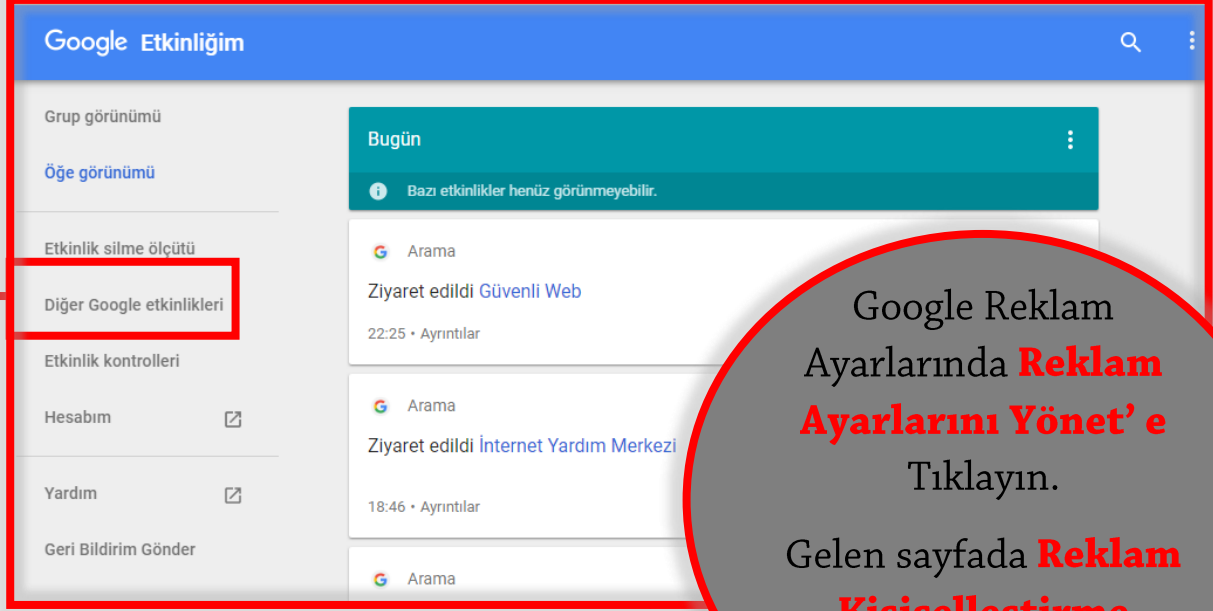 Google Etkinliğim
Grup görünümü
Öğe görünümü
Etkinlik silme ölçütü
Diğer Google etkinlikleri
Etkinlik kontrolleri
Hesabım
Yardım
Geri Bildirim Gönder
Bugün
Bazı etkinlikler henüz görünmeyebilir.
Arama
Ziyaret edildi Güvenli Web
22:25 • Ayrıntılar
Arama
Ziyaret edildi İnternet Yardım Merkezi
18:46 • Ayrıntılar
Arama
Google Reklam
Ayarlarında Reklam
Ayarlarını Yönet’ e
Tıklayın.
Gelen sayfada Reklam
Kişiselleştirme